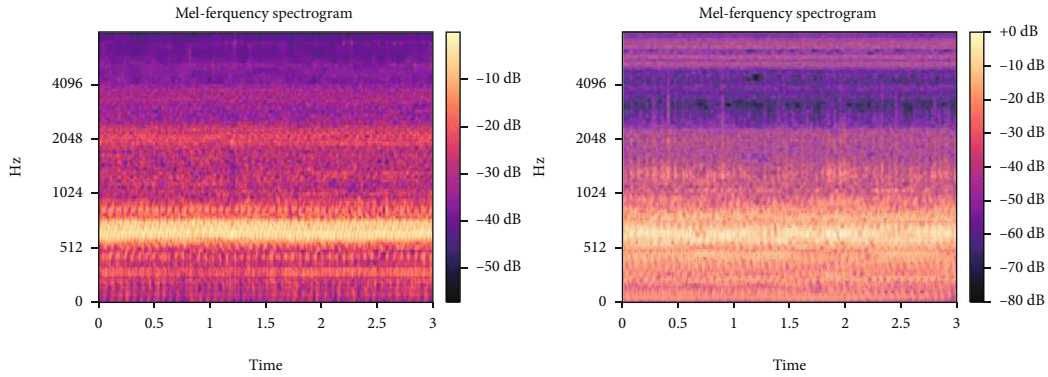 Mel-ferquency spectrogram
Hz
4096
2048
1024
512
0
0 0.5 1 1.5 2 2.5 3
Time
−10 dB
−20 dB
−30 dB
−40 dB
−50 dB
Mel-ferquency spectrogram
Hz
4096
2048
1024
512
0
0 0.5 1 1.5 2 2.5 3
Time
+0 dB
−10 dB
−20 dB
−30 dB
−40 dB
−50 dB
−60 dB
−70 dB
−80 dB